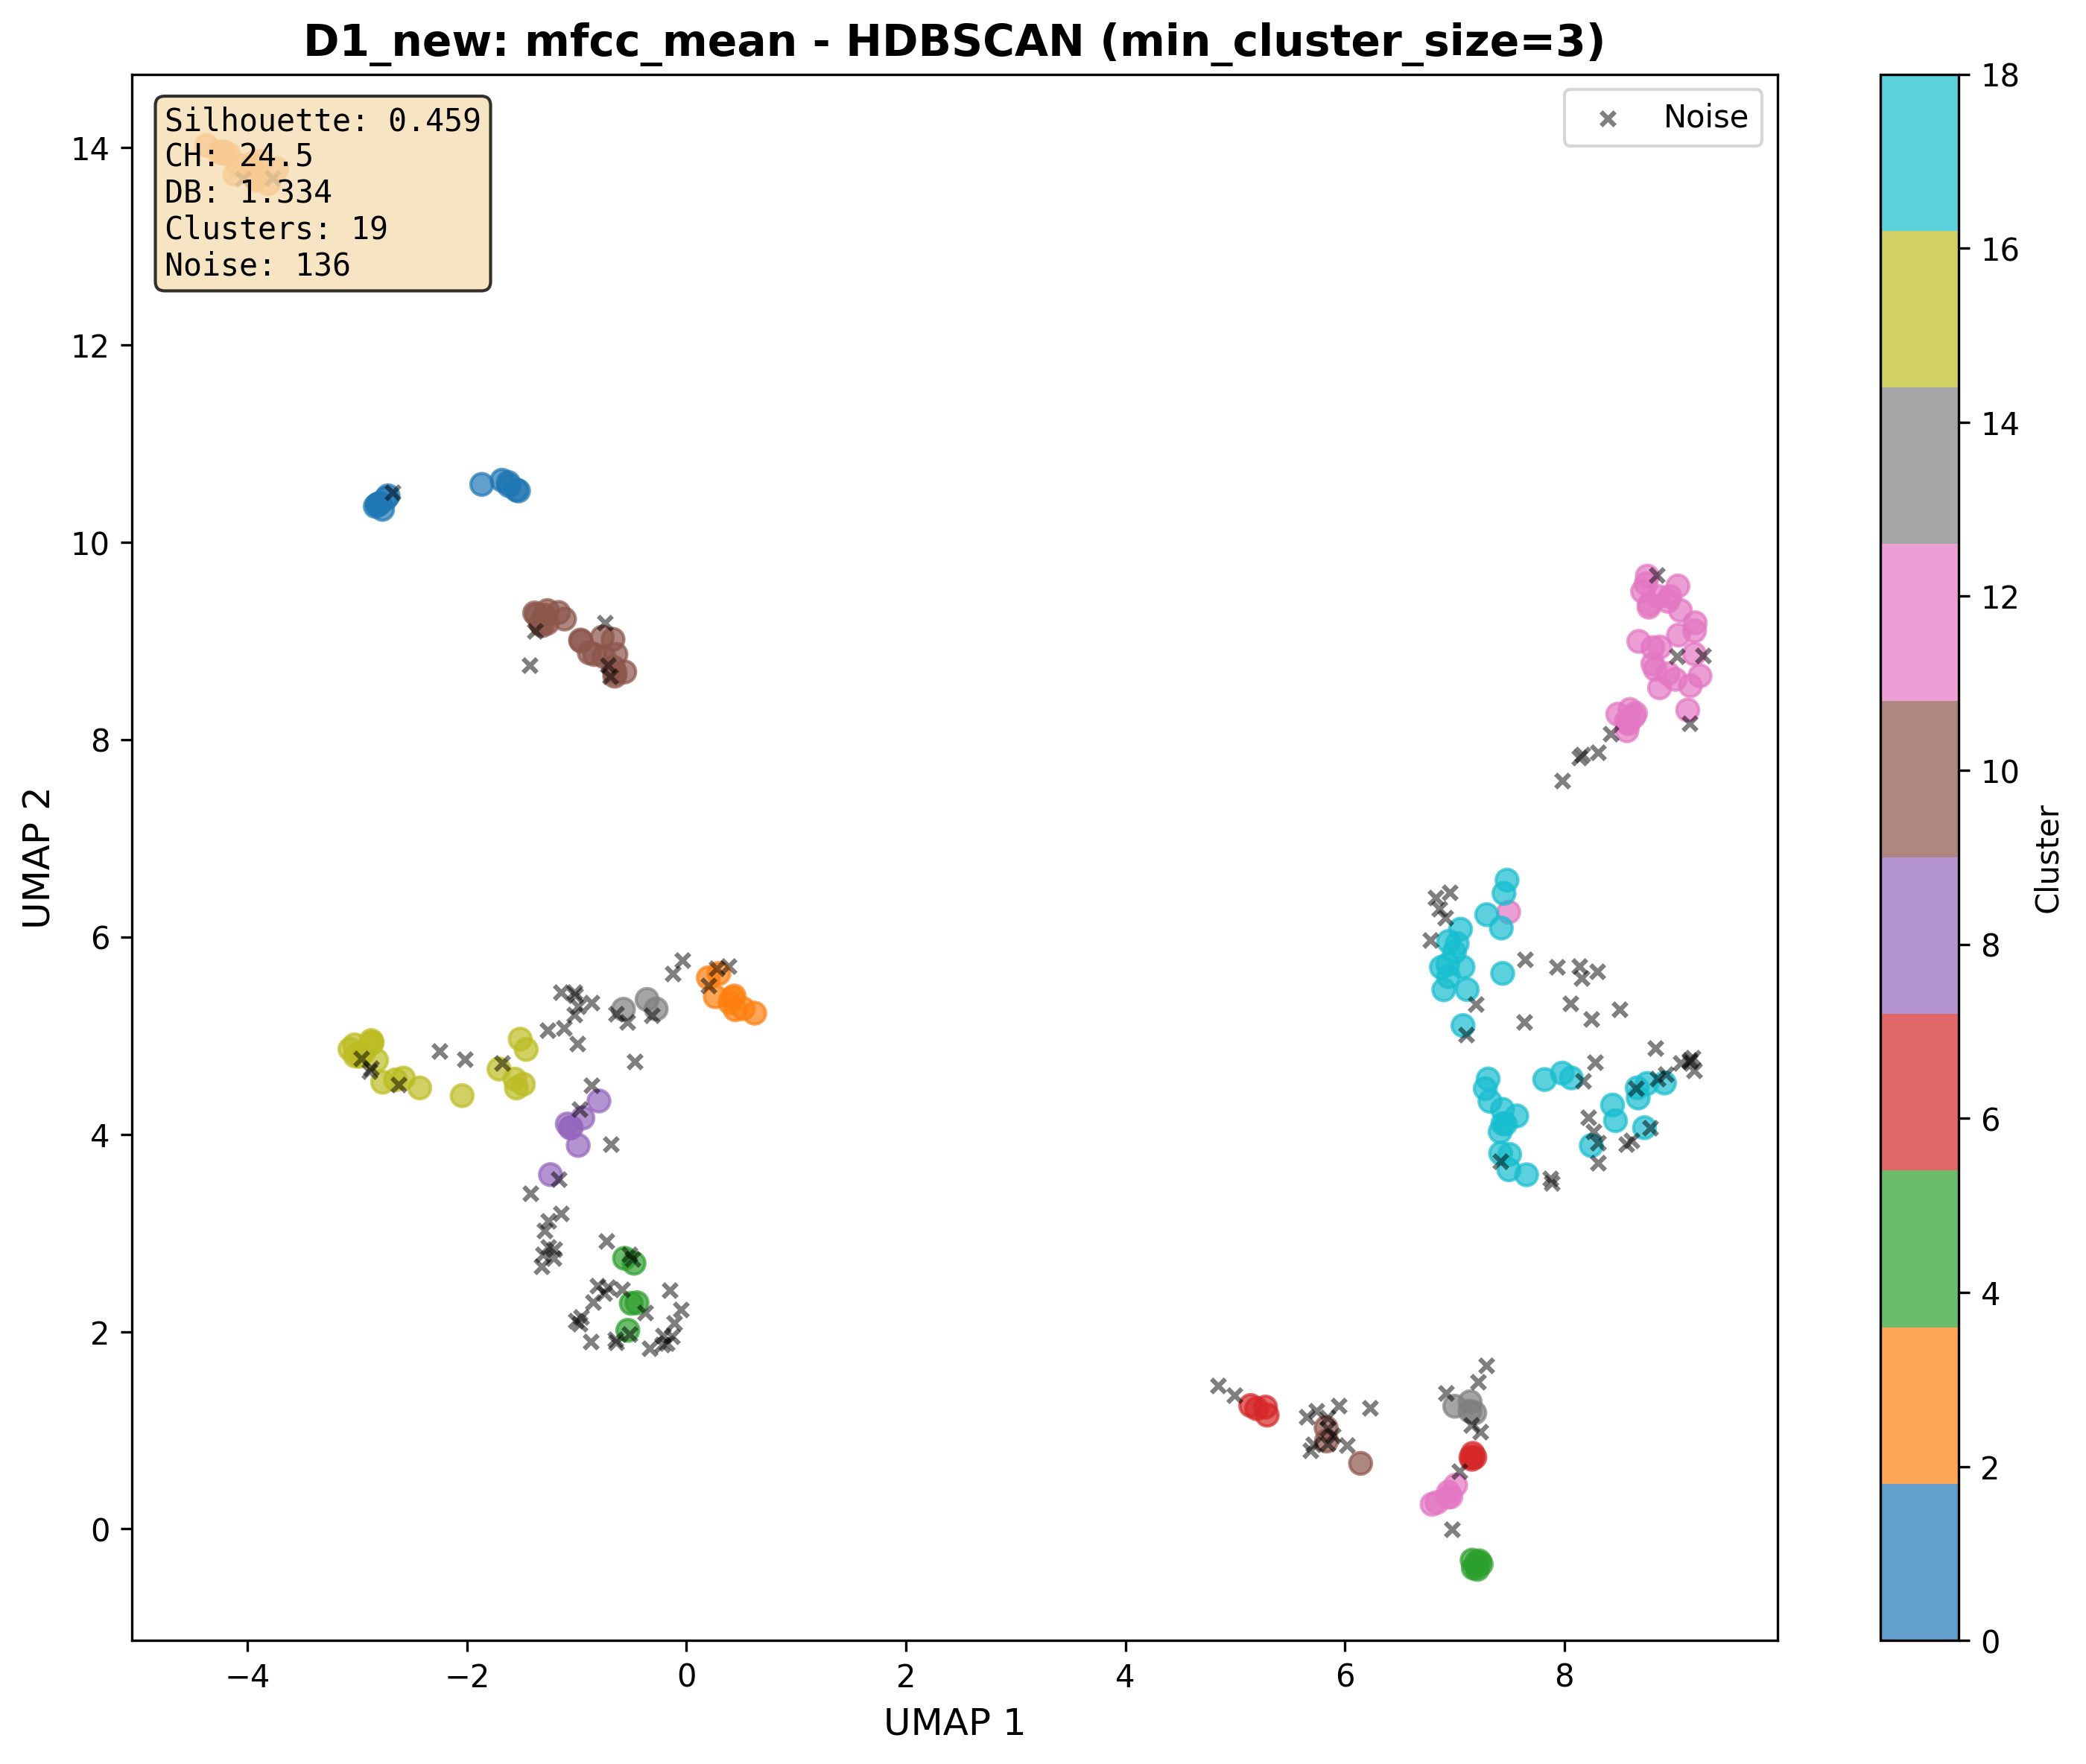 D1_new: mfcc_mean - HDBSCAN (min_cluster_size=3)
Silhouette: 0.459
CH: 24.5
DB: 1.334
Clusters: 19
Noise: 136
Noise
14
12
10
8
6
4
2
0
UMAP 2
−4
−2
0
2
4
6
8
UMAP 1
18
16
14
12
10
8
6
4
2
0
Cluster